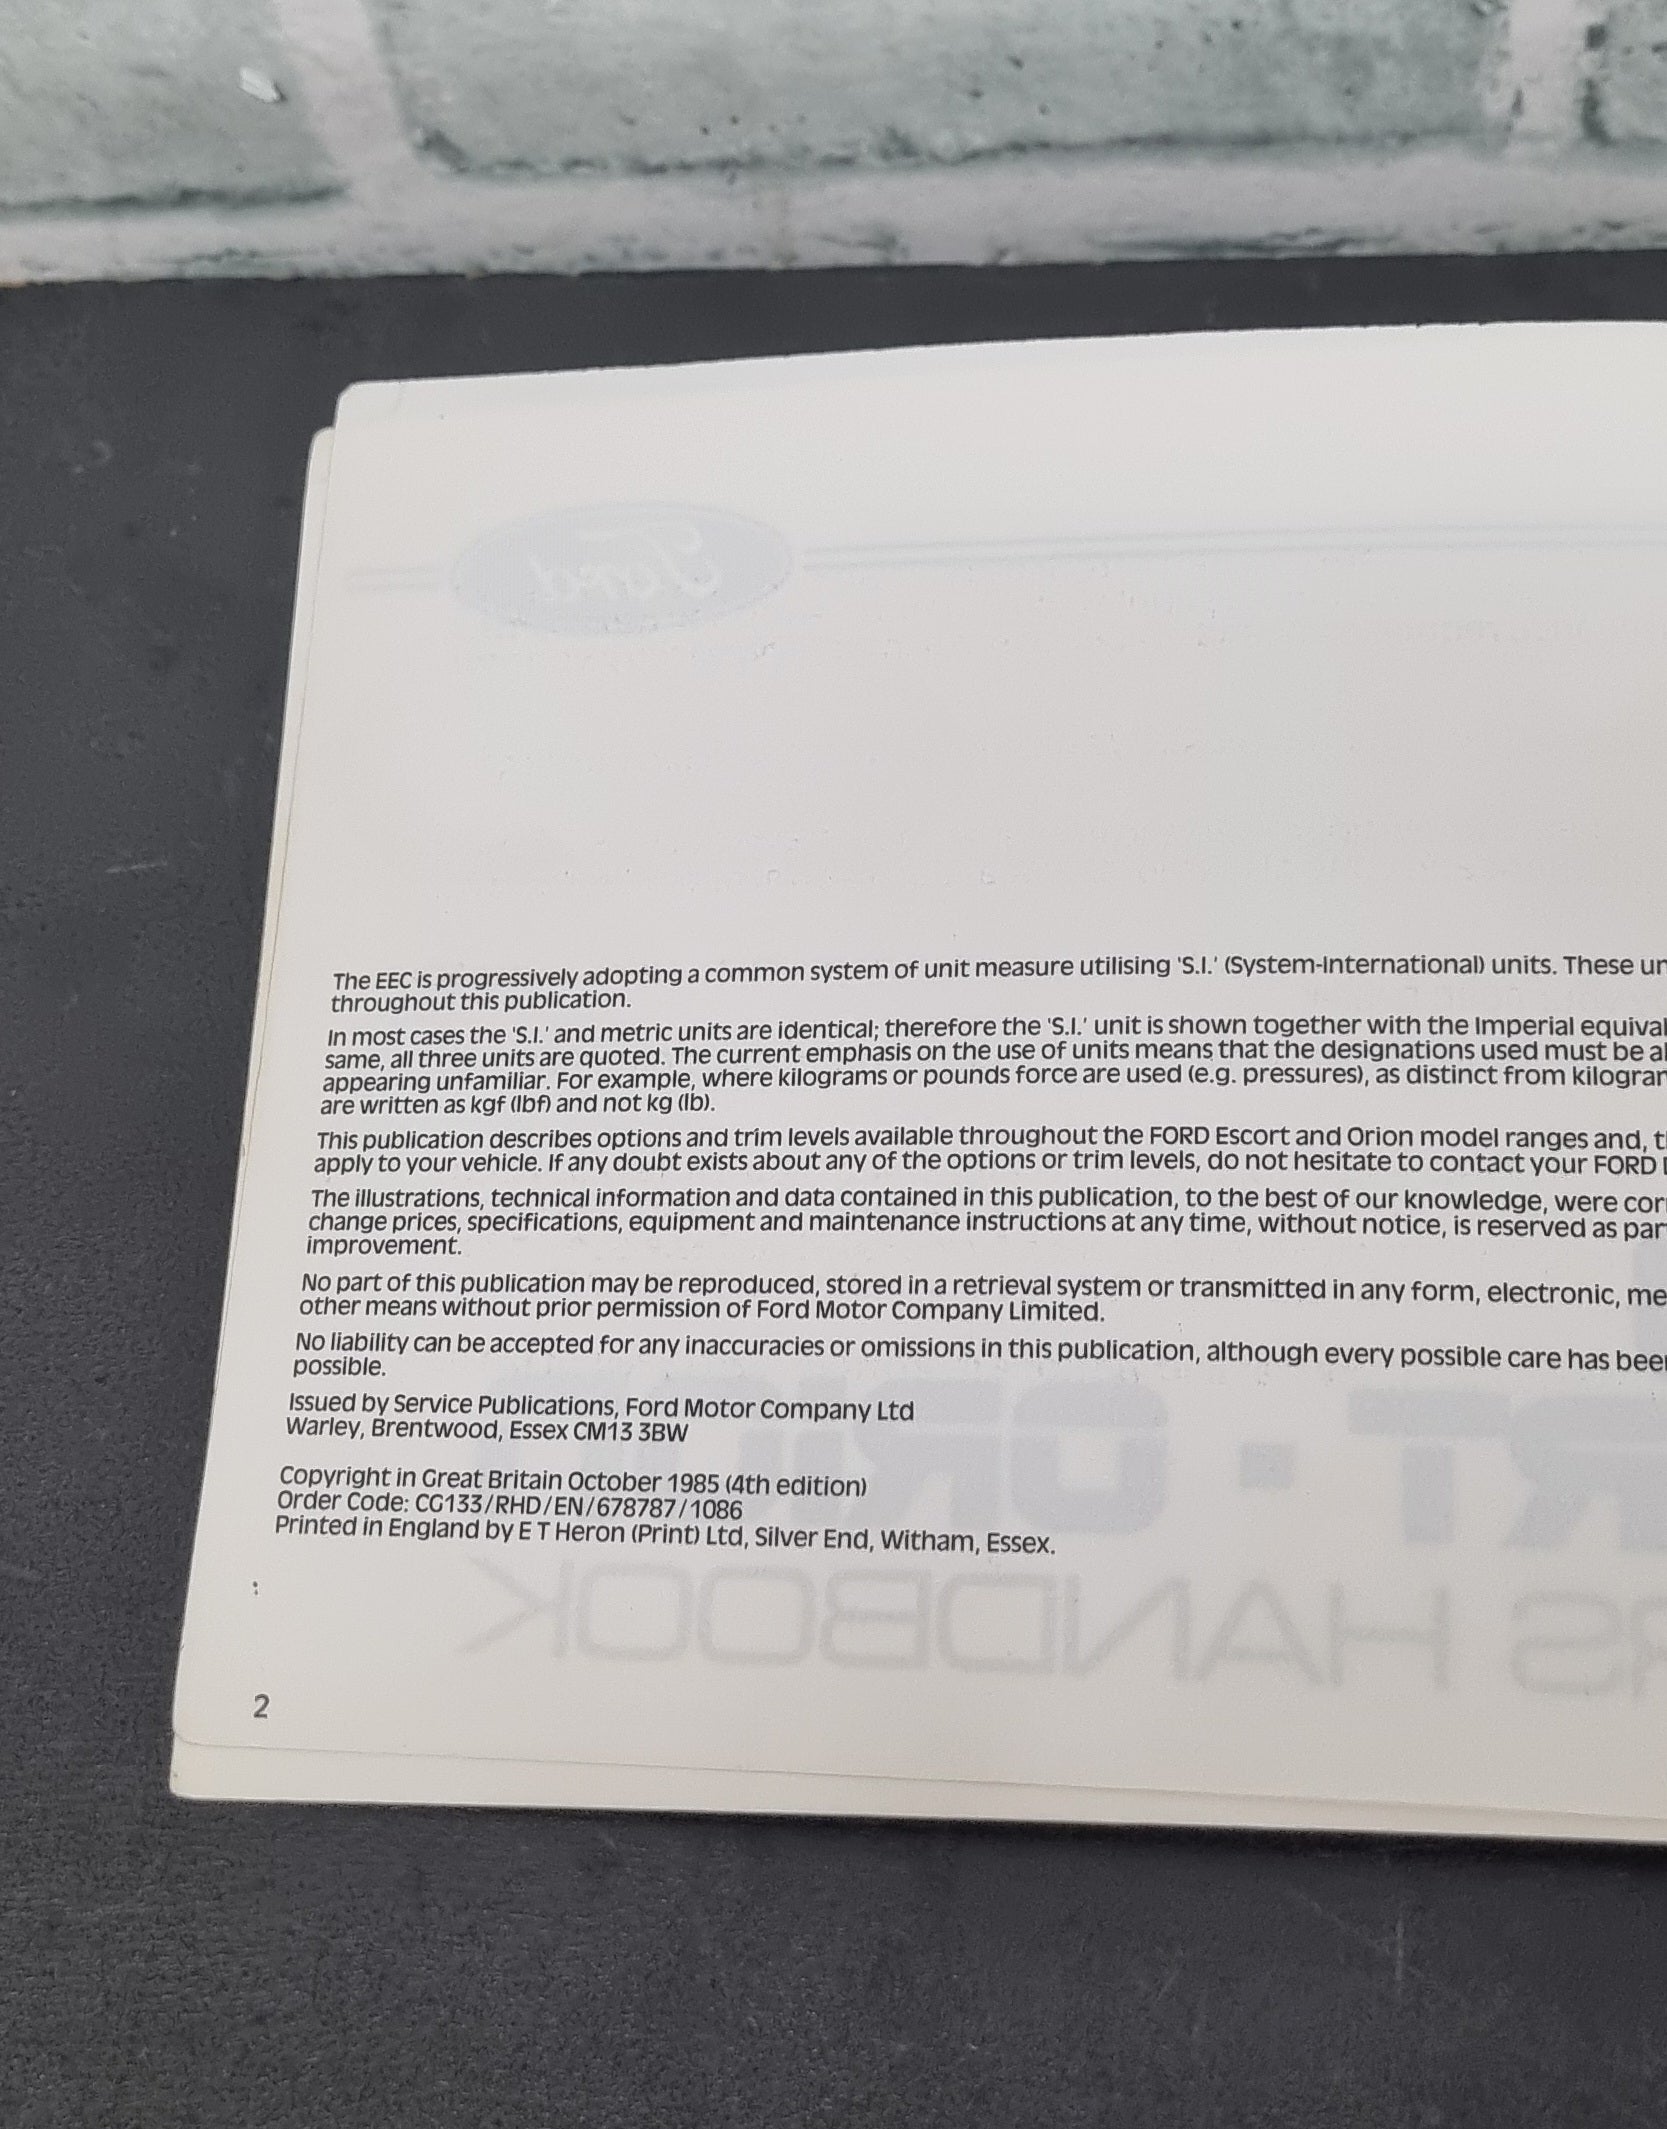 Ford
The EEC is progressively adopting a common system of unit measure utilising 'S.I.' (System-International) units. These
throughout this publication.
In most cases the 'S.I.' and metric units are identical; therefore the 'S.I.' unit is shown together with the Imperial
same, all three units are quoted. The current emphasis on the use of units means that the designations used must be
appearing unfamiliar. For example, where kilograms or pounds force are used (e.g. pressures), as distinct from
are written as kgf (lbf) and not kg (lb).
This publication describes options and trim levels available throughout the FORD Escort and Orion model ranges and,
apply to your vehicle. If any doubt exists about any of the options or trim levels, do not hesitate to contact your FORD
The illustrations, technical information and data contained in this publication, to the best of our knowledge, were
change prices, specifications, equipment and maintenance instructions at any time, without notice, is reserved as
improvement.
No part of this publication may be reproduced, stored in a retrieval system or transmitted in any form, electronic,
other means without prior permission of Ford Motor Company Limited.
No liability can be accepted for any inaccuracies or omissions in this publication, although every possible care has
possible.
Issued by Service Publications, Ford Motor Company Ltd
Warley, Brentwood, Essex CM13 3BW
Copyright in Great Britain October 1985 (4th edition)
Order Code: CG133/RHD/EN/678787/1086
Printed in England by E T Heron (Print) Ltd, Silver End, Witham, Essex.
HANDBOOK
2